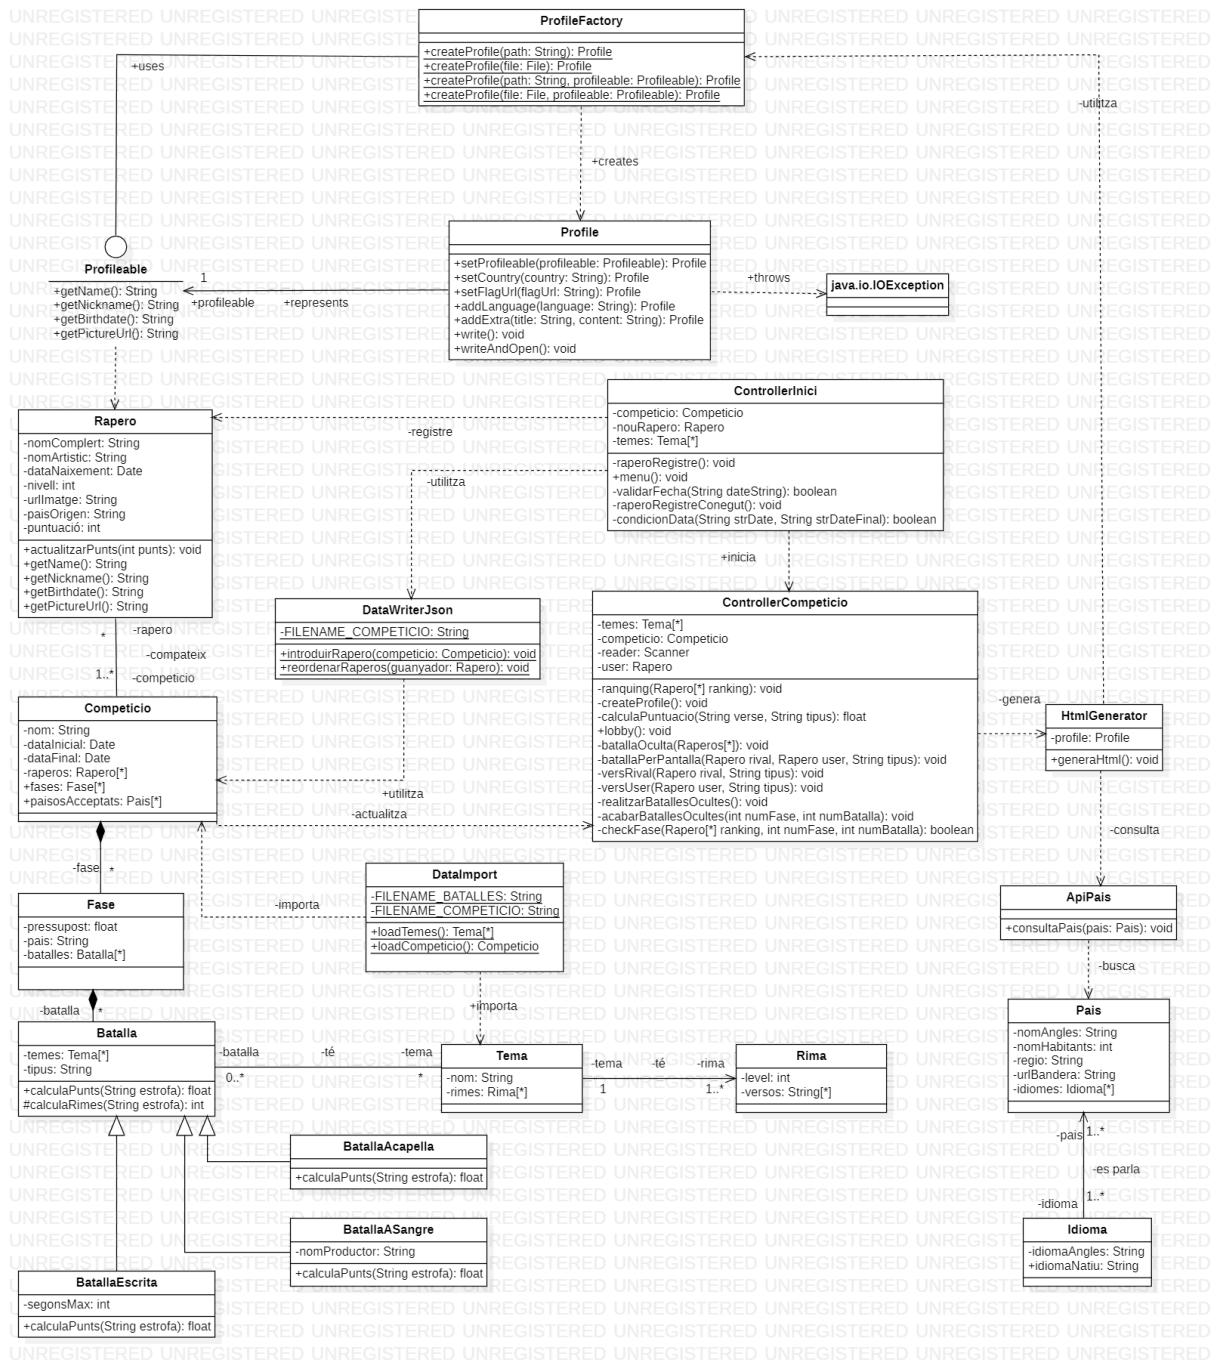 ProfileFactory
+createProfile(path: String): Profile
+createProfile(file: File): Profile
+createProfile(path: String, profileable: Profileable): Profile
+createProfile(file: File, profileable: Profileable): Profile
+uses
-utilitza
+creates
Profile
+setProfileable(profileable: Profileable): Profile
+setCountry(country: String): Profile
+setFlagUrl(flagUrl: String): Profile
+addLanguage(language: String): Profile
+addExtra(title: String, content: String): Profile
+write(): void
+writeAndOpen(): void
Profileable
+getName(): String
+getNickname(): String
+getBirthdate(): String
+getPictureUrl(): String
1
+profileable
+represents
+throws
java.io.IOException
ControllerInici
-competicio: Competicio
-nouRapero: Rapero
-temes: Tema[*]
-raperoRegistre(): void
+menu(): void
-validarFecha(String dateString): boolean
-raperoRegistreConegut(): void
-condicionData(String strDate, String strDateFinal): boolean
-registre
-utilitza
+inicia
Rapero
-nomComplert: String
-nomArtistic: String
-dataNaixement: Date
-nivell: int
-urlImatge: String
-paisOrigen: String
-puntuació: int
+actualitzarPunts(int punts): void
+getName(): String
+getNickname(): String
+getBirthdate(): String
+getPictureUrl(): String
*
-rapero
-compateix
1..*
-competicio
DataWriterJson
-FILENAME_COMPETICIO: String
+introduirRapero(competicio: Competicio): void
+reordenarRaperos(guanyador: Rapero): void
ControllerCompeticio
-temes: Tema[*]
-competicio: Competicio
-reader: Scanner
-user: Rapero
-ranquing(Rapero[*] ranking): void
-createProfile(): void
-calculaPuntuacio(String verse, String tipus): float
+lobby(): void
-batallaOculta(Raperos[*]): void
-batallaPerPantalla(Rapero rival, Rapero user, String tipus): void
-versRival(Rapero rival, String tipus): void
-versUser(Rapero user, String tipus): void
-realitzarBatallesOcultes(): void
-acabarBatallesOcultes(int numFase, int numBatalla): void
-checkFase(Rapero[*] ranking, int numFase, int numBatalla): boolean
-genera
HtmlGenerator
-profile: Profile
+generaHtml(): void
Competicio
-nom: String
-dataInicial: Date
-dataFinal: Date
-raperos: Rapero[*]
+fases: Fase[*]
+paisosAcceptats: Pais[*]
+utilitza
-actualitza
-consulta
-fase
*
DataImport
-FILENAME_BATALLES: String
-FILENAME_COMPETICIO: String
+loadTemes(): Tema[*]
+loadCompeticio(): Competicio
-importa
+importa
ApiPais
+consultaPais(pais: Pais): void
-busca
Fase
-pressupost: float
-pais: String
-batalles: Batalla[*]
-batalla
*
Batalla
-temes: Tema[*]
-tipus: String
+calculaPunts(String estrofa): float
#calculaRimes(String estrofa): int
-batalla
-té
-tema
0..*
*
Tema
-nom: String
-rimes: Rima[*]
-tema
-té
-rima
1
1..*
Rima
-level: int
-versos: String[*]
Pais
-nomAngles: String
-nomHabitants: int
-regio: String
-urlBandera: String
-idiomes: Idioma[*]
-pais
1..*
-es parla
1..*
-idioma
BatallaAcapella
+calculaPunts(String estrofa): float
BatallaASangre
-nomProductor: String
+calculaPunts(String estrofa): float
Idioma
-idiomaAngles: String
+idiomaNatiu: String
BatallaEscrita
-segonsMax: int
+calculaPunts(String estrofa): float